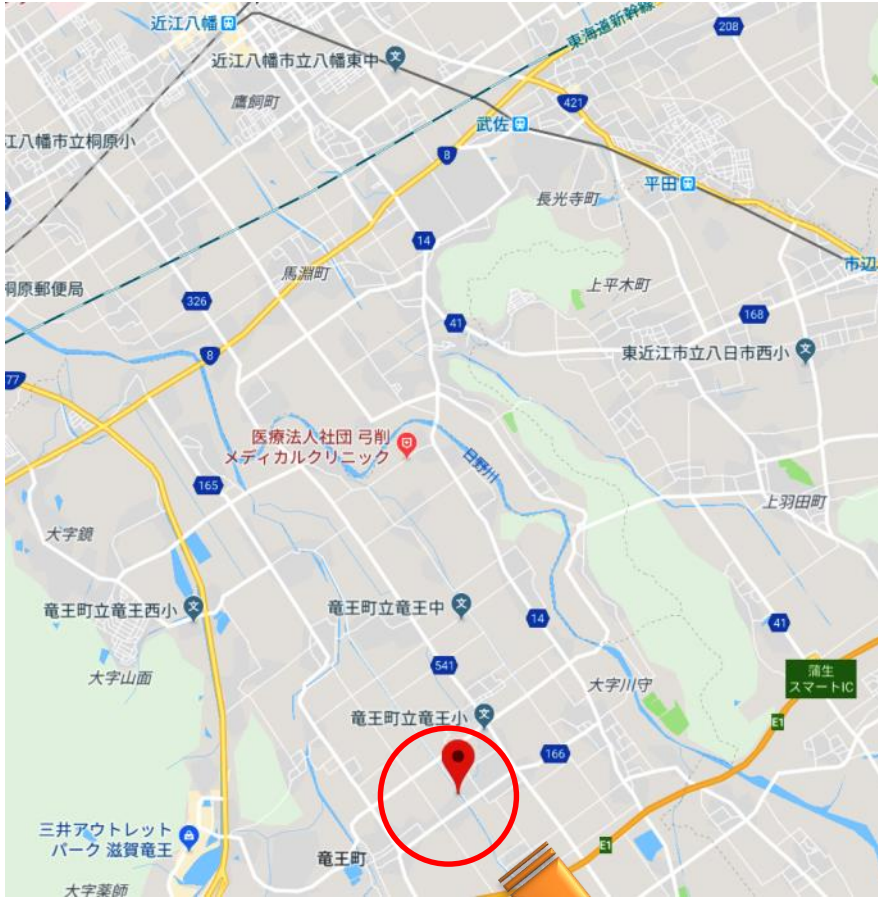 近江八幡
近江八幡市立八幡東中
東海道新幹線
208
鷹飼町
421
江八幡市立桐原小
武佐
8
平田
長光寺町
14
市辺
馬淵町
上平木町
桐原郵便局
326
41
168
8
東近江市立八日市西小
77
医療法人社団 弓削
メディカルクリニック
日野川
165
上羽田町
大字鏡
竜王町立竜王西小
竜王町立竜王中
14
41
541
蒲生
スマートIC
大字山面
大字川守
竜王町立竜王小
E1
166
三井アウトレット
パーク 滋賀竜王
竜王町
E1
大字薬師